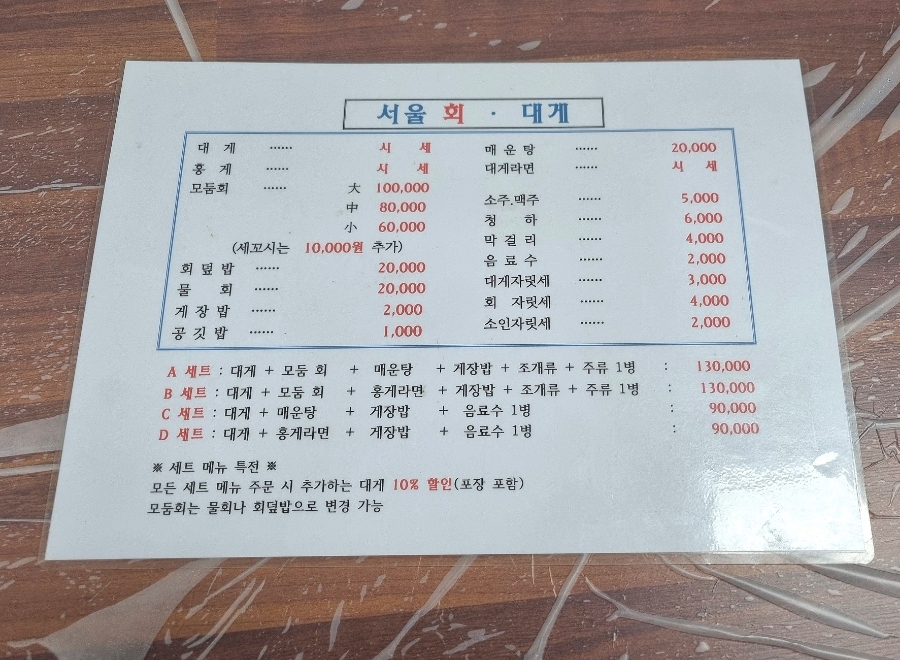 서울 회 · 대게
대 게 ...... 시 세
홍 게 ...... 시 세
모둠회 ...... 大 100,000
中 80,000
小 60,000
(세꼬시는 10,000원 추가)
회 덮 밥 ...... 20,000
물 회 ...... 20,000
게 장 밥 ...... 2,000
공 깃 밥 ...... 1,000
매 운 탕 ...... 20,000
대게라면 ...... 시 세
소주.맥주 ...... 5,000
청 하 ...... 6,000
막 걸 리 ...... 4,000
음 료 수 ...... 2,000
대게자릿세 ...... 3,000
회 자릿세 ...... 4,000
소인자릿세 ...... 2,000
A 세트 : 대게 + 모둠 회 + 매운탕 + 게장밥 + 조개류 + 주류 1병 : 130,000
B 세트 : 대게 + 모둠 회 + 홍게라면 + 게장밥 + 조개류 + 주류 1병 : 130,000
C 세트 : 대게 + 매운탕 + 게장밥 + 음료수 1병 : 90,000
D 세트 : 대게 + 홍게라면 + 게장밥 + 음료수 1병 : 90,000
※ 세트 메뉴 특전 ※
모든 세트 메뉴 주문 시 추가하는 대게 10% 할인(포장 포함)
모둠회는 물회나 회덮밥으로 변경 가능